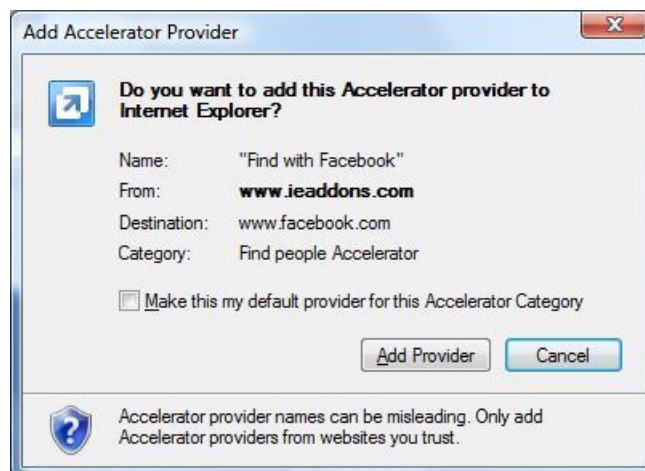 Add Accelerator Provider
Do you want to add this Accelerator provider to
Internet Explorer?
Name: "Find with Facebook"
From: www.ieaddons.com
Destination: www.facebook.com
Category: Find people Accelerator
Make this my default provider for this Accelerator Category
Add Provider Cancel
Accelerator provider names can be misleading. Only add
Accelerator providers from websites you trust.